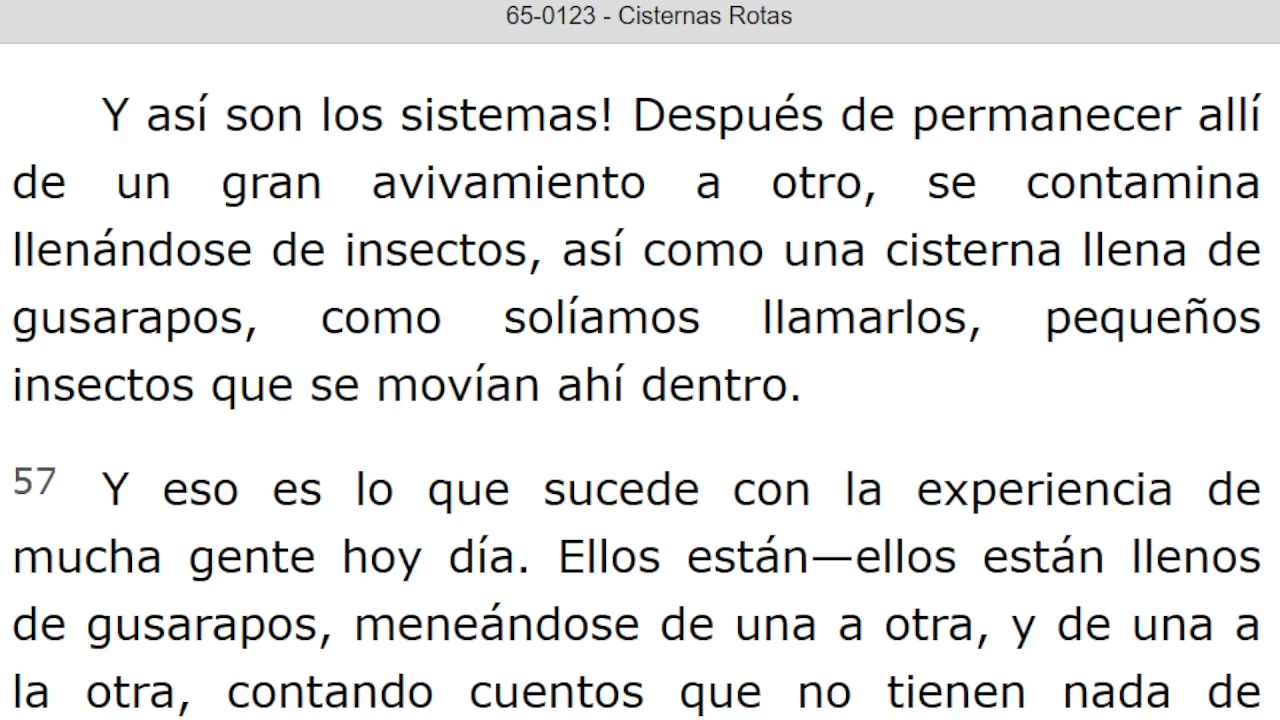 65-0123 - Cisternas Rotas
Y así son los sistemas! Después de permanecer allí
de un gran avivamiento a otro, se contamina
llenándose de insectos, así como una cisterna llena de
gusarapos, como solíamos llamarlos, pequeños
insectos que se movían ahí dentro.
57 Y eso es lo que sucede con la experiencia de
mucha gente hoy día. Ellos están—ellos están llenos
de gusarapos, meneándose de una a otra, y de una a
la otra, contando cuentos que no tienen nada de